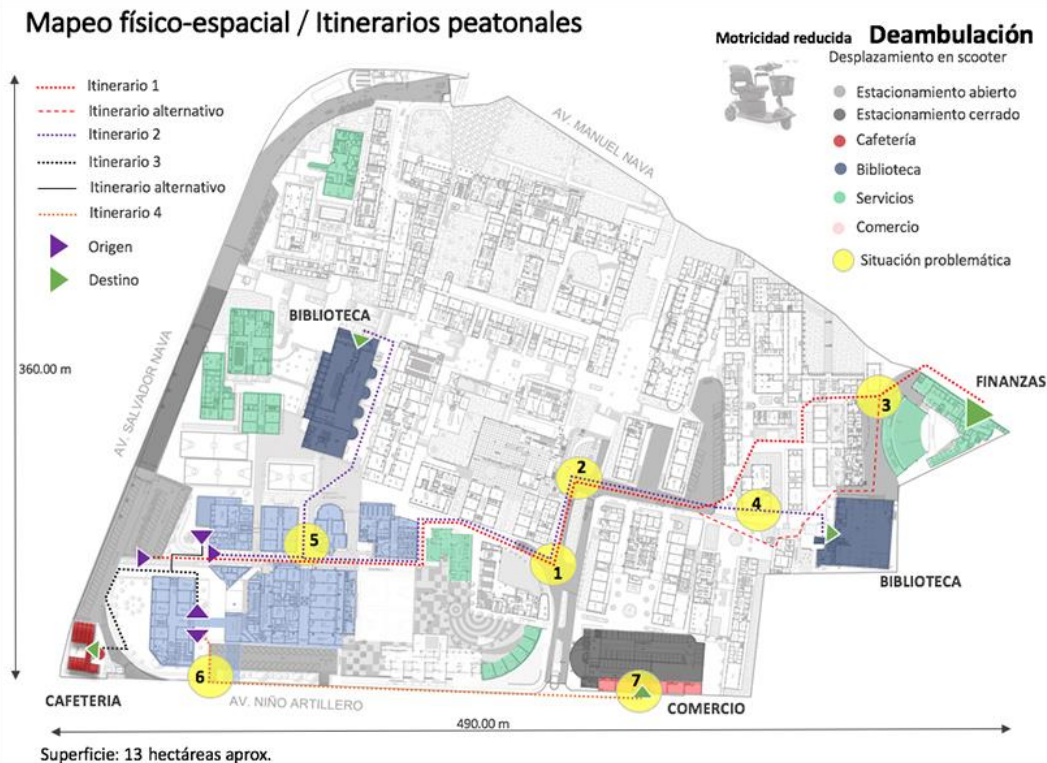 Mapeo físico-espacial / Itinerarios peatonales
Motricidad reducida Deambulación
Desplazamiento en scooter
Itinerario 1
Itinerario alternativo
Itinerario 2
Itinerario 3
Itinerario alternativo
Itinerario 4
Origen
Destino
Estacionamiento abierto
Estacionamiento cerrado
Cafetería
Biblioteca
Servicios
Comercio
Situación problemática
AV. MANUEL NAVA
AV. SALVADOR NAVA
360.00 m
BIBLIOTECA
FINANZAS
3
2
4
5
1
BIBLIOTECA
6
7
CAFETERIA
AV. NIÑO ARTILLERO
COMERCIO
490.00 m
Superficie: 13 hectáreas aprox.